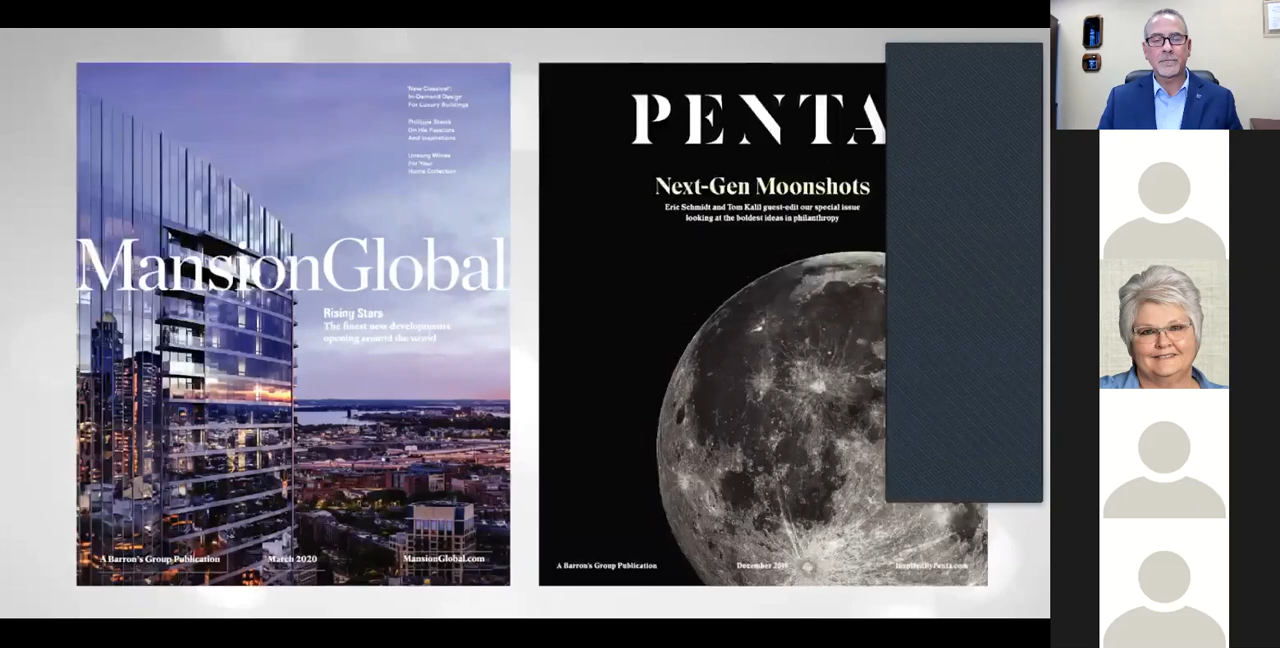 'New Classics':
In-Demand Design
For Luxury Buildings
Philippe Starck
On His Passions
And Inspirations
Unsung Wines
For Your
Home Collection
MansionGlobal
Rising Stars
The finest new developments
opening around the world
A Barron's Group Publication
March 2020
MansionGlobal.com
PENTA
Next-Gen Moonshots
Eric Schmidt and Tom Kalil guest-edit our special issue
looking at the boldest ideas in philanthropy
A Barron's Group Publication
December 2019
InspiredByPenta.com